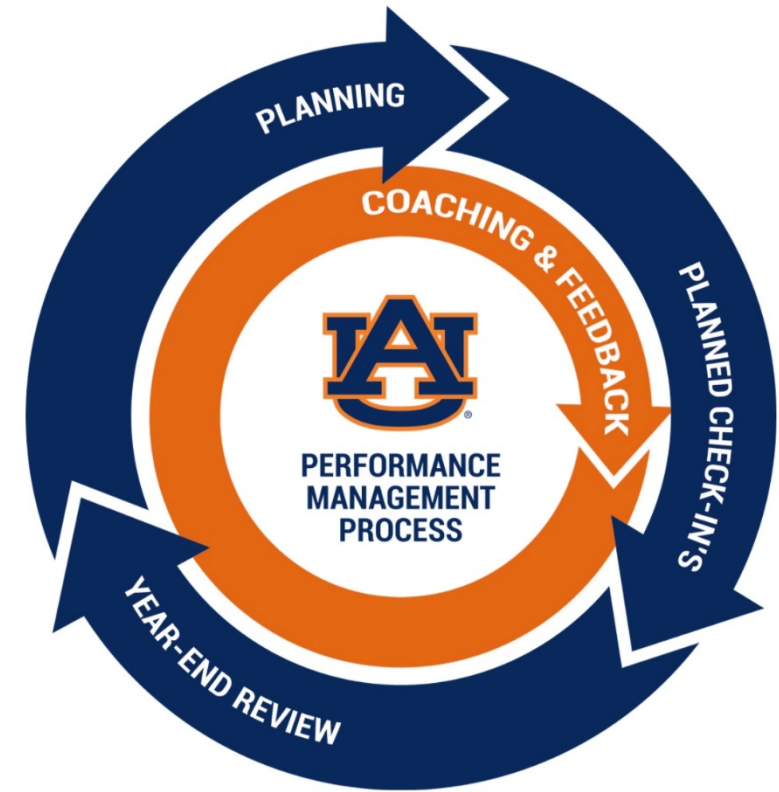 PLANNING
COACHING & FEEDBACK
PLANNED CHECK-IN'S
YEAR-END REVIEW
AU
®
PERFORMANCE
MANAGEMENT
PROCESS